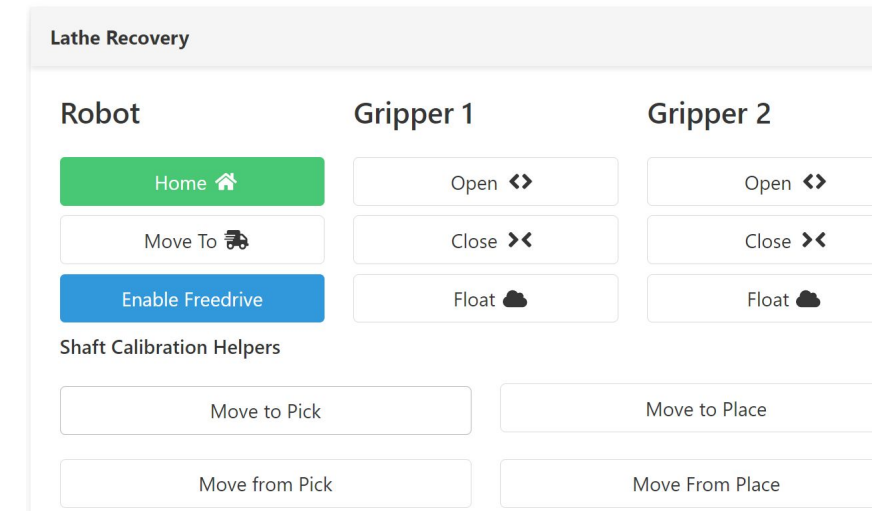 Lathe Recovery
Robot Gripper 1 Gripper 2
Home Open Open
Move To Close Close
Enable Freedrive Float Float
Shaft Calibration Helpers
Move to Pick Move to Place
Move from Pick Move From Place